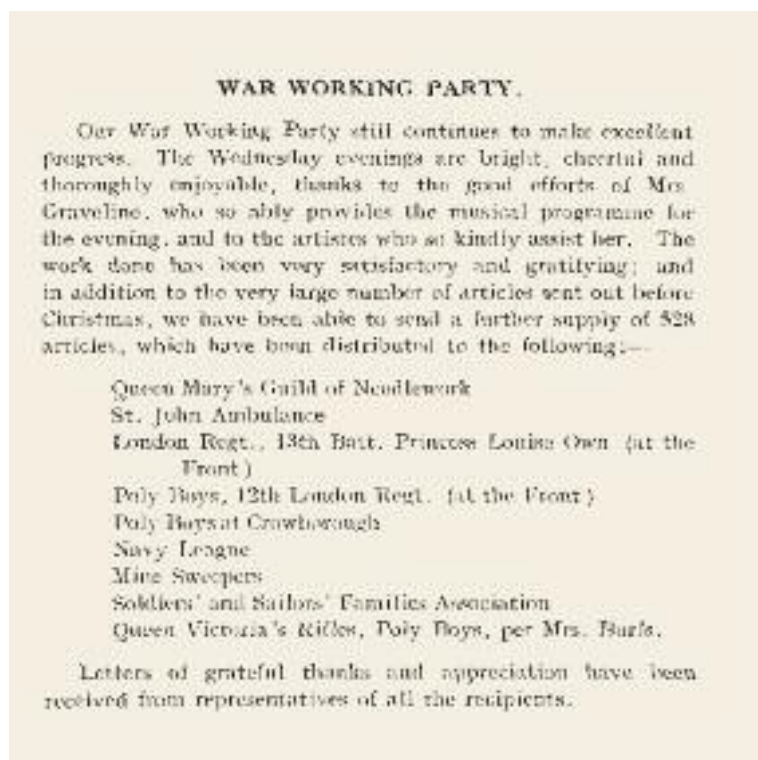 WAR WORKING PARTY.
Our War Working Party still continues to make excellent
progress. The Wednesday evenings are bright, cheerful and
thoroughly enjoyable, thanks to the good efforts of Mrs.
Graveline, who so ably provides the musical programme for
the evening, and to the artistes who so kindly assist her. The
work done has been very satisfactory and gratifying; and
in addition to the very large number of articles sent out before
Christmas, we have been able to send a further supply of 528
articles, which have been distributed to the following:—
Queen Mary's Guild of Needlework
St. John Ambulance
London Regt., 13th Batt. Princess Louise Own (at the
Front)
Poly Boys, 12th London Regt. (at the Front)
Poly Boys at Crowborough
Navy League
Mine Sweepers
Soldiers' and Sailors' Families Association
Queen Victoria's Rifles, Poly Boys, per Mrs.
Letters of grateful thanks and appreciation have been
received from representatives of all the recipients.